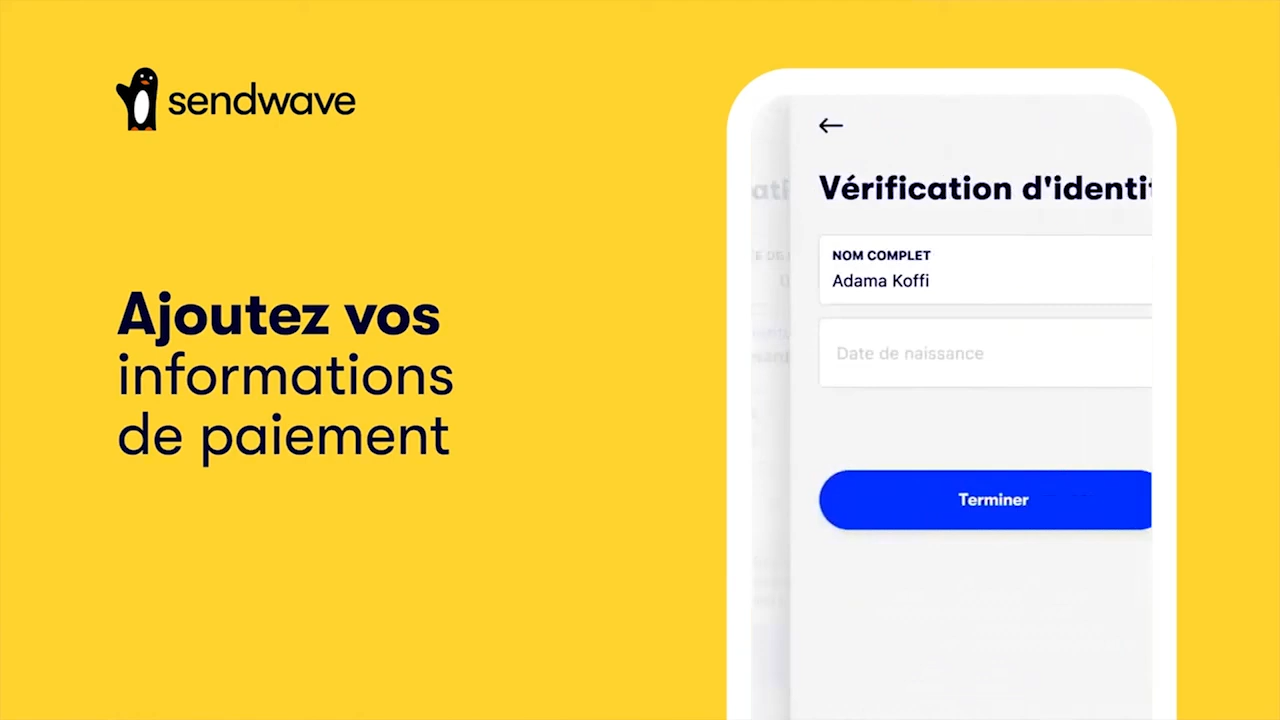 sendwave
Ajoutez vos
informations
de paiement
Vérification d'identit
NOM COMPLET
Adama Koffi
Date de naissance
Terminer